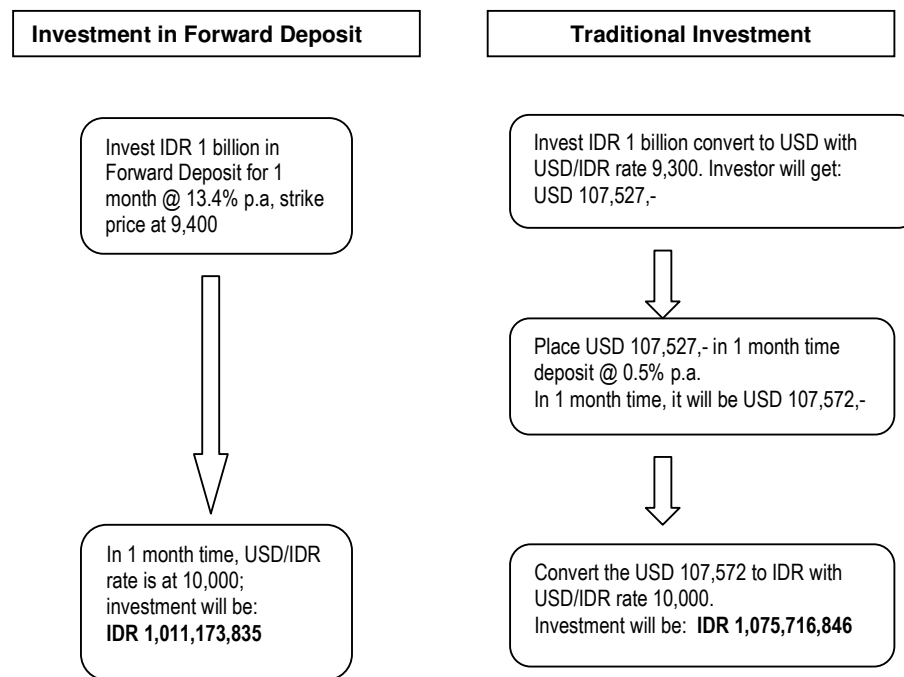 Investment in Forward Deposit
Traditional Investment
Invest IDR 1 billion in
Forward Deposit for 1
month @ 13.4% p.a, strike
price at 9,400
In 1 month time, USD/IDR
rate is at 10,000;
investment will be:
IDR 1,011,173,835
Invest IDR 1 billion convert to USD with
USD/IDR rate 9,300. Investor will get:
USD 107,527,-
Place USD 107,527,- in 1 month time
deposit @ 0.5% p.a.
In 1 month time, it will be USD 107,572,-
Convert the USD 107,572 to IDR with
USD/IDR rate 10,000.
Investment will be: IDR 1,075,716,846